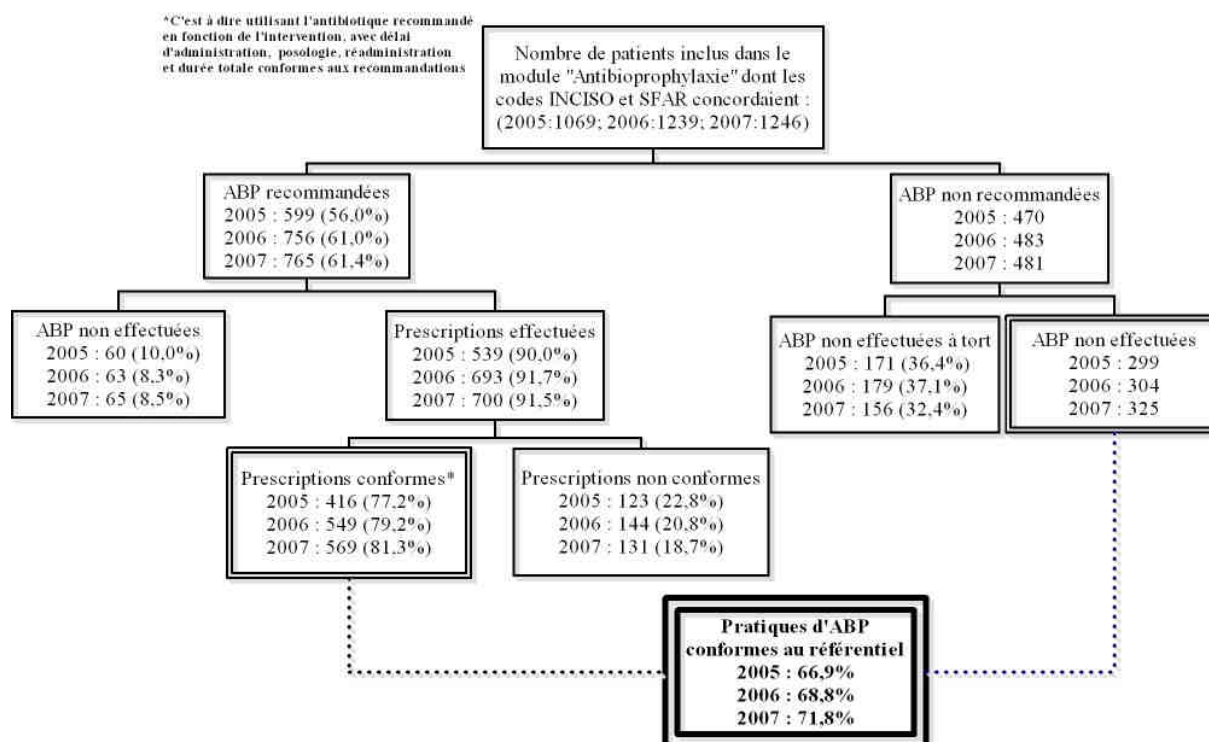 *C'est à dire utilisant l'antibiotique recommandé
en fonction de l'intervention, avec délai
d'administration, posologie, réadministration
et durée totale conformes aux recommandations
Nombre de patients inclus dans le
module "Antibioprophylaxie" dont les
codes INCISO et SFAR concordaient :
(2005:1069; 2006:1239; 2007:1246)
ABP recommandées
2005 : 599 (56,0%)
2006 : 756 (61,0%)
2007 : 765 (61,4%)
ABP non recommandées
2005 : 470
2006 : 483
2007 : 481
ABP non effectuées
2005 : 60 (10,0%)
2006 : 63 (8,3%)
2007 : 65 (8,5%)
Prescriptions effectuées
2005 : 539 (90,0%)
2006 : 693 (91,7%)
2007 : 700 (91,5%)
ABP non effectuées à tort
2005 : 171 (36,4%)
2006 : 179 (37,1%)
2007 : 156 (32,4%)
ABP non effectuées
2005 : 299
2006 : 304
2007 : 325
Prescriptions conformes*
2005 : 416 (77,2%)
2006 : 549 (79,2%)
2007 : 569 (81,3%)
Prescriptions non conformes
2005 : 123 (22,8%)
2006 : 144 (20,8%)
2007 : 131 (18,7%)
Pratiques d'ABP
conformes au référentiel
2005 : 66,9%
2006 : 68,8%
2007 : 71,8%